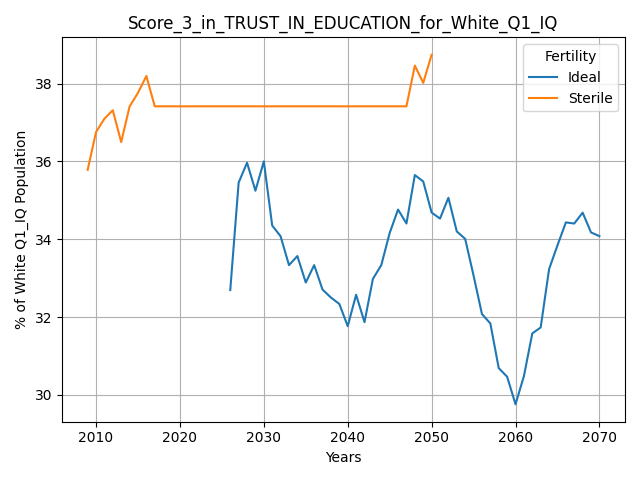 Score_3_in_TRUST_IN_EDUCATION_for_White_Q1_IQ
Fertility
Ideal
Sterile
% of White Q1_IQ Population
38
36
34
32
30
2010 2020 2030 2040 2050 2060 2070
Years